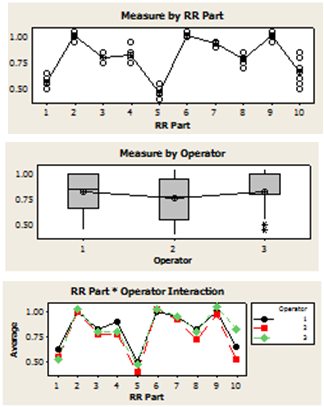 Measure by RR Part
1.00
0.75
0.50
1 2 3 4 5 6 7 8 9 10
RR Part
Measure by Operator
1.00
0.75
0.50
1 2 3
Operator
RR Part * Operator Interaction
Average
1.00
0.75
0.50
1 2 3 4 5 6 7 8 9 10
RR Part
Operator
1
2
3